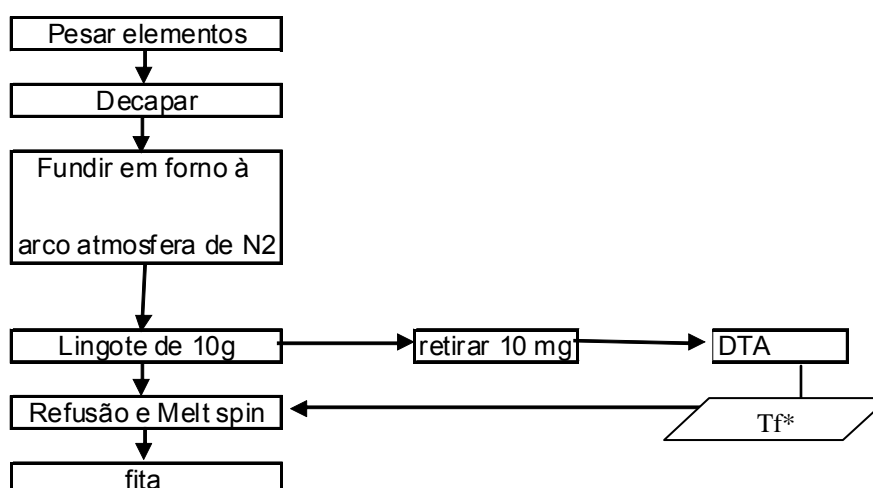 Pesar elementos
Decapar
Fundir em forno à
arco atmosfera de N2
Lingote de 10g
retirar 10 mg
DTA
Refusão e Melt spin
Tf*
fita